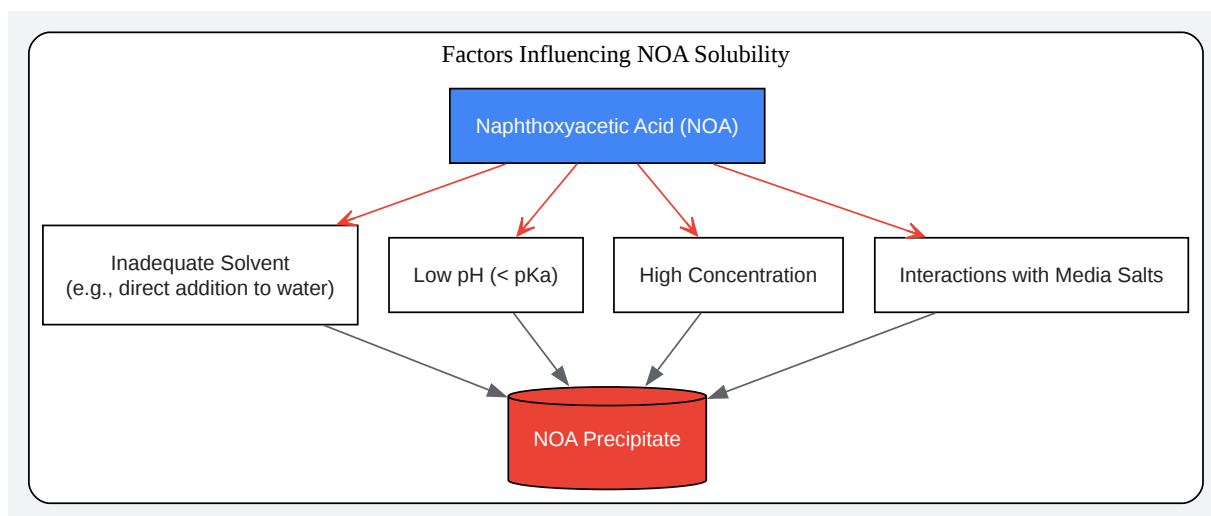 Factors Influencing NOA Solubility
Naphthoxyacetic Acid (NOA)
Inadequate Solvent
(e.g., direct addition to water)
Low pH (< pKa)
High Concentration
Interactions with Media Salts
NOA Precipitate